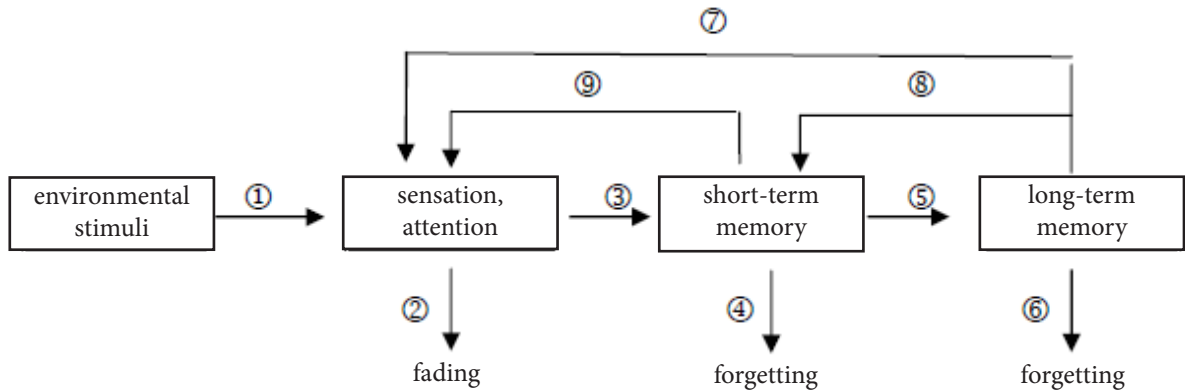 ⑦
⑨
⑧
environmental
stimuli
①
sensation,
attention
③
short-term
memory
⑤
long-term
memory
②
④
⑥
fading
forgetting
forgetting